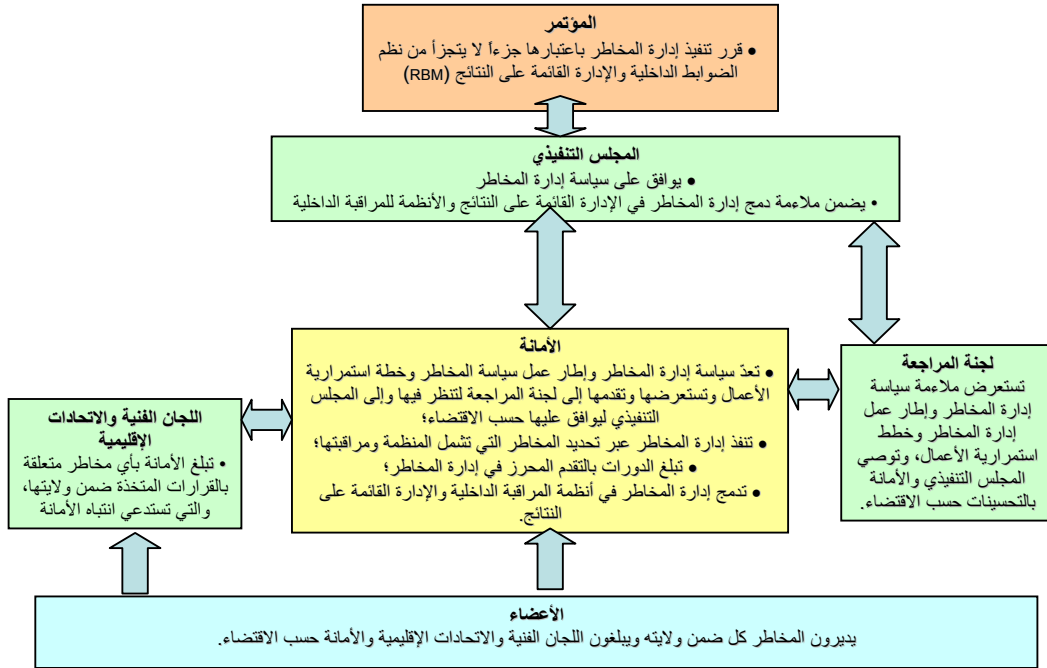 المؤتمر
• قرر تنفيذ إدارة المخاطر باعتبارها جزءاً لا يتجزأ من نظم
الضوابط الداخلية والإدارة القائمة على النتائج (RBM)
المجلس التنفيذي
• يوافق على سياسة إدارة المخاطر
• يضمن ملاءمة دمج إدارة المخاطر في الإدارة القائمة على النتائج والأنظمة للمراقبة الداخلية
لجنة المراجعة
تستعرض ملاءمة سياسة
إدارة المخاطر وإطار عمل
إدارة المخاطر وخطط
استمرارية الأعمال، وتوصي
المجلس التنفيذي والأمانة
بالتحسينات حسب الاقتضاء.
الأمانة
• تعدّ سياسة إدارة المخاطر وإطار عمل سياسة المخاطر وخطة استمرارية
الأعمال وتستعرضها وتقدمها إلى لجنة المراجعة لتنظر فيها وإلى المجلس
التنفيذي ليوافق عليها حسب الاقتضاء؛
• تنفذ إدارة المخاطر عبر تحديد المخاطر التي تشمل المنظمة ومراقبتها؛
• تبلغ الدورات بالتقدم المحرز في إدارة المخاطر؛
• تدمج إدارة المخاطر في أنظمة المراقبة الداخلية والإدارة القائمة على
النتائج.
اللجان الفنية والاتحادات
الإقليمية
• تبلغ الأمانة بأي مخاطر متعلقة
بالقرارات المتخذة ضمن ولايتها،
والتي تستدعي انتباه الأمانة
الأعضاء
يديرون المخاطر كل ضمن ولايته ويبلغون اللجان الفنية والاتحادات الإقليمية والأمانة حسب الاقتضاء.